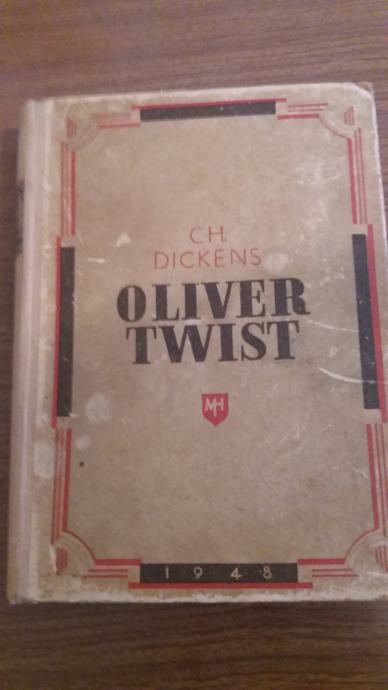 CH.
DICKENS
OLIVER
TWIST
MH
1948